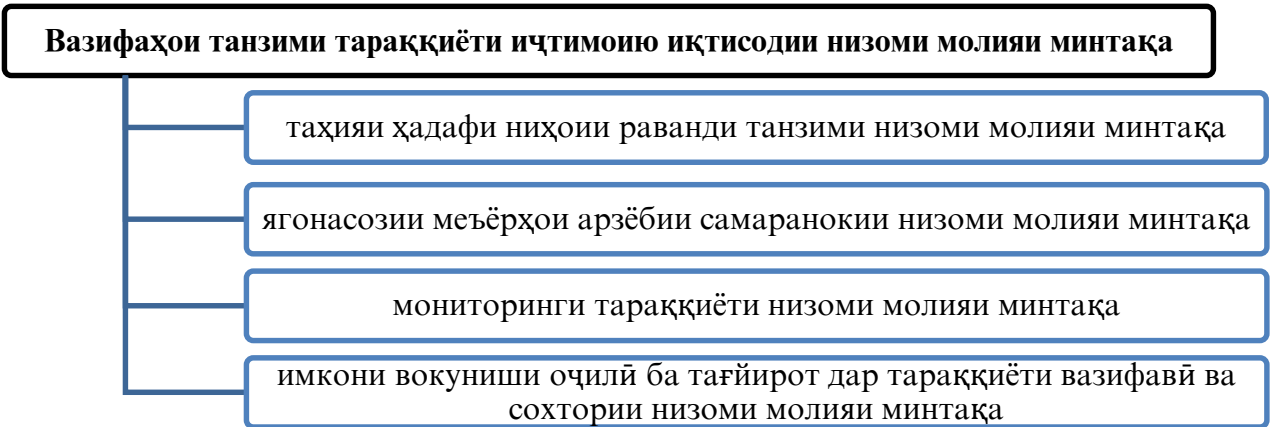 Вазифаҳои танзими тараққиёти иҷтимоию иқтисодии низоми молияи минтақа
таҳияи ҳадафи ниҳоии раванди танзими низоми молияи минтақа
ягонасозии меъёрҳои арзёбии самаранокии низоми молияи минтақа
мониторинги тараққиёти низоми молияи минтақа
имкони вокуниши оҷилӣ ба тағйирот дар тараққиёти вазифавӣ ва
сохтории низоми молияи минтақа